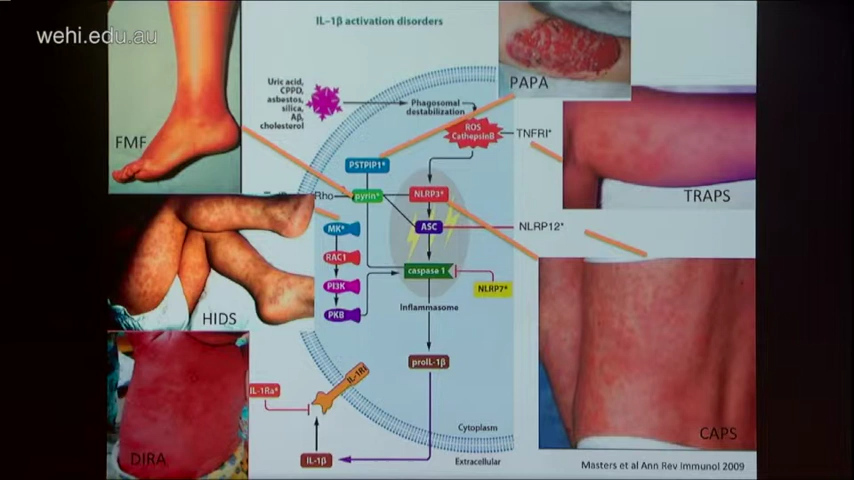 wehi.edu.au
IL-1β activation disorders
PAPA
Uric acid,
CPPD,
asbestos,
silica,
Aβ,
cholesterol
Phagosomal
destabilization
ROS
CathepsinB
TNFRI*
FMF
PSTPIP1*
Rho
pyrin*
NLRP3*
TRAPS
MK*
ASC
NLRP12*
RAC1
caspase 1
PI3K
NLRP7*
PKB
Inflammasome
HIDS
proIL-1β
IL-1RI
IL-1Ra*
Cytoplasm
CAPS
DIRA
IL-1β
Extracellular
Masters et al Ann Rev Immunol 2009